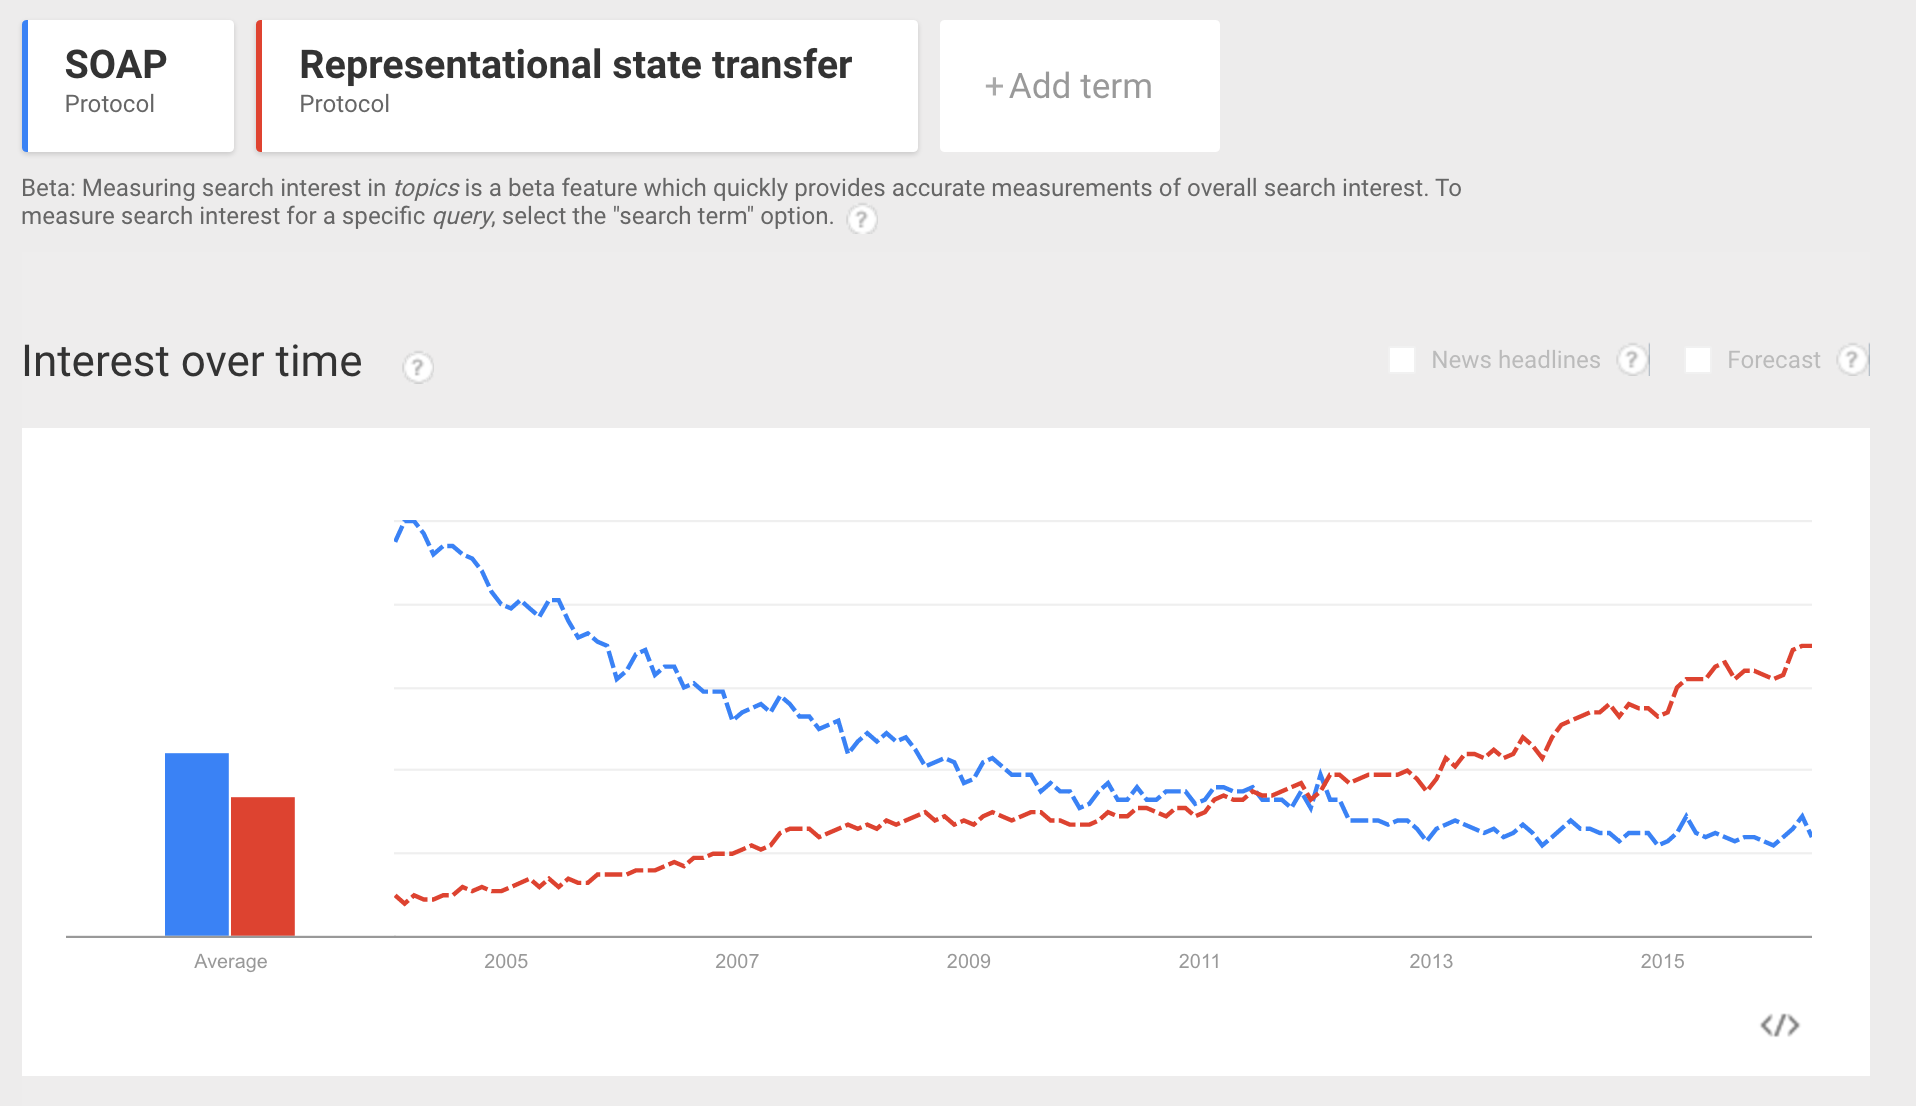 SOAP
Protocol
Representational state transfer
Protocol
+ Add term
Beta: Measuring search interest in topics is a beta feature which quickly provides accurate measurements of overall search interest. To
measure search interest for a specific query, select the "search term" option. ?
Interest over time ?
News headlines ?
Forecast ?
Average 2005 2007 2009 2011 2013 2015
</>